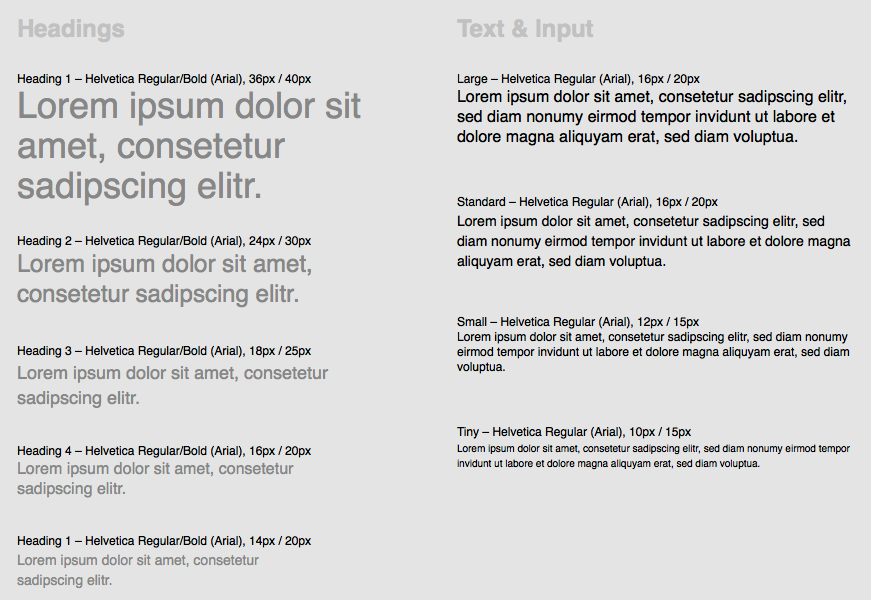 Headings
Heading 1 – Helvetica Regular/Bold (Arial), 36px / 40px
Lorem ipsum dolor sit
amet, consetetur
sadipscing elitr.
Heading 2 – Helvetica Regular/Bold (Arial), 24px / 30px
Lorem ipsum dolor sit amet,
consetetur sadipscing elitr.
Heading 3 – Helvetica Regular/Bold (Arial), 18px / 25px
Lorem ipsum dolor sit amet, consetetur
sadipscing elitr.
Heading 4 – Helvetica Regular/Bold (Arial), 16px / 20px
Lorem ipsum dolor sit amet, consetetur
sadipscing elitr.
Heading 1 – Helvetica Regular/Bold (Arial), 14px / 20px
Lorem ipsum dolor sit amet, consetetur
sadipscing elitr.
Text & Input
Large – Helvetica Regular (Arial), 16px / 20px
Lorem ipsum dolor sit amet, consetetur sadipscing elitr,
sed diam nonumy eirmod tempor invidunt ut labore et
dolore magna aliquyam erat, sed diam voluptua.
Standard – Helvetica Regular (Arial), 16px / 20px
Lorem ipsum dolor sit amet, consetetur sadipscing elitr, sed
diam nonumy eirmod tempor invidunt ut labore et dolore magna
aliquyam erat, sed diam voluptua.
Small – Helvetica Regular (Arial), 12px / 15px
Lorem ipsum dolor sit amet, consetetur sadipscing elitr, sed diam nonumy
eirmod tempor invidunt ut labore et dolore magna aliquyam erat, sed diam
voluptua.
Tiny – Helvetica Regular (Arial), 10px / 15px
Lorem ipsum dolor sit amet, consetetur sadipscing elitr, sed diam nonumy eirmod tempor
invidunt ut labore et dolore magna aliquyam erat, sed diam voluptua.